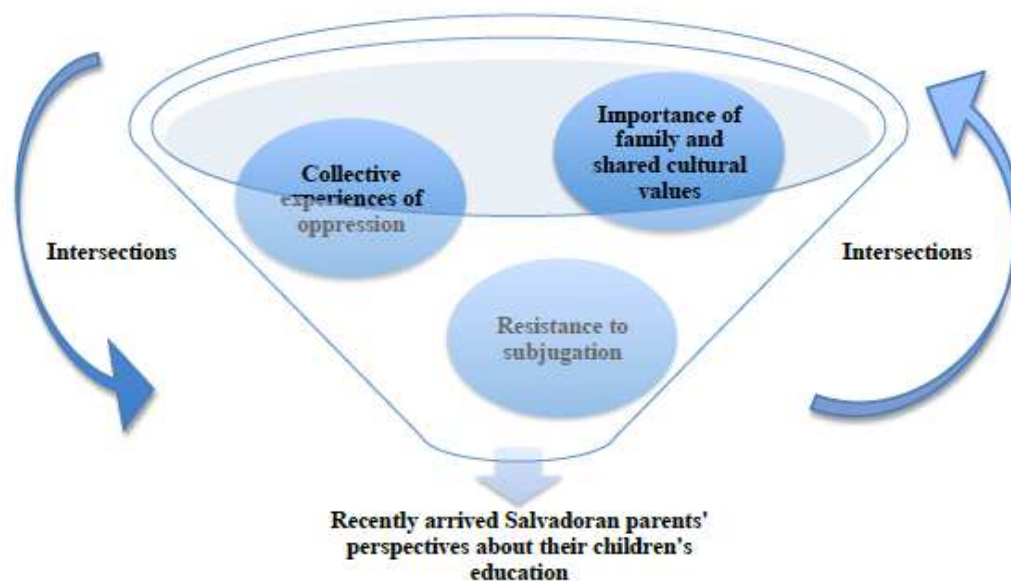 Importance of
family and
shared cultural
values
Collective
experiences of
oppression
Intersections
Intersections
Resistance to
subjugation
Recently arrived Salvadoran parents'
perspectives about their children's
education